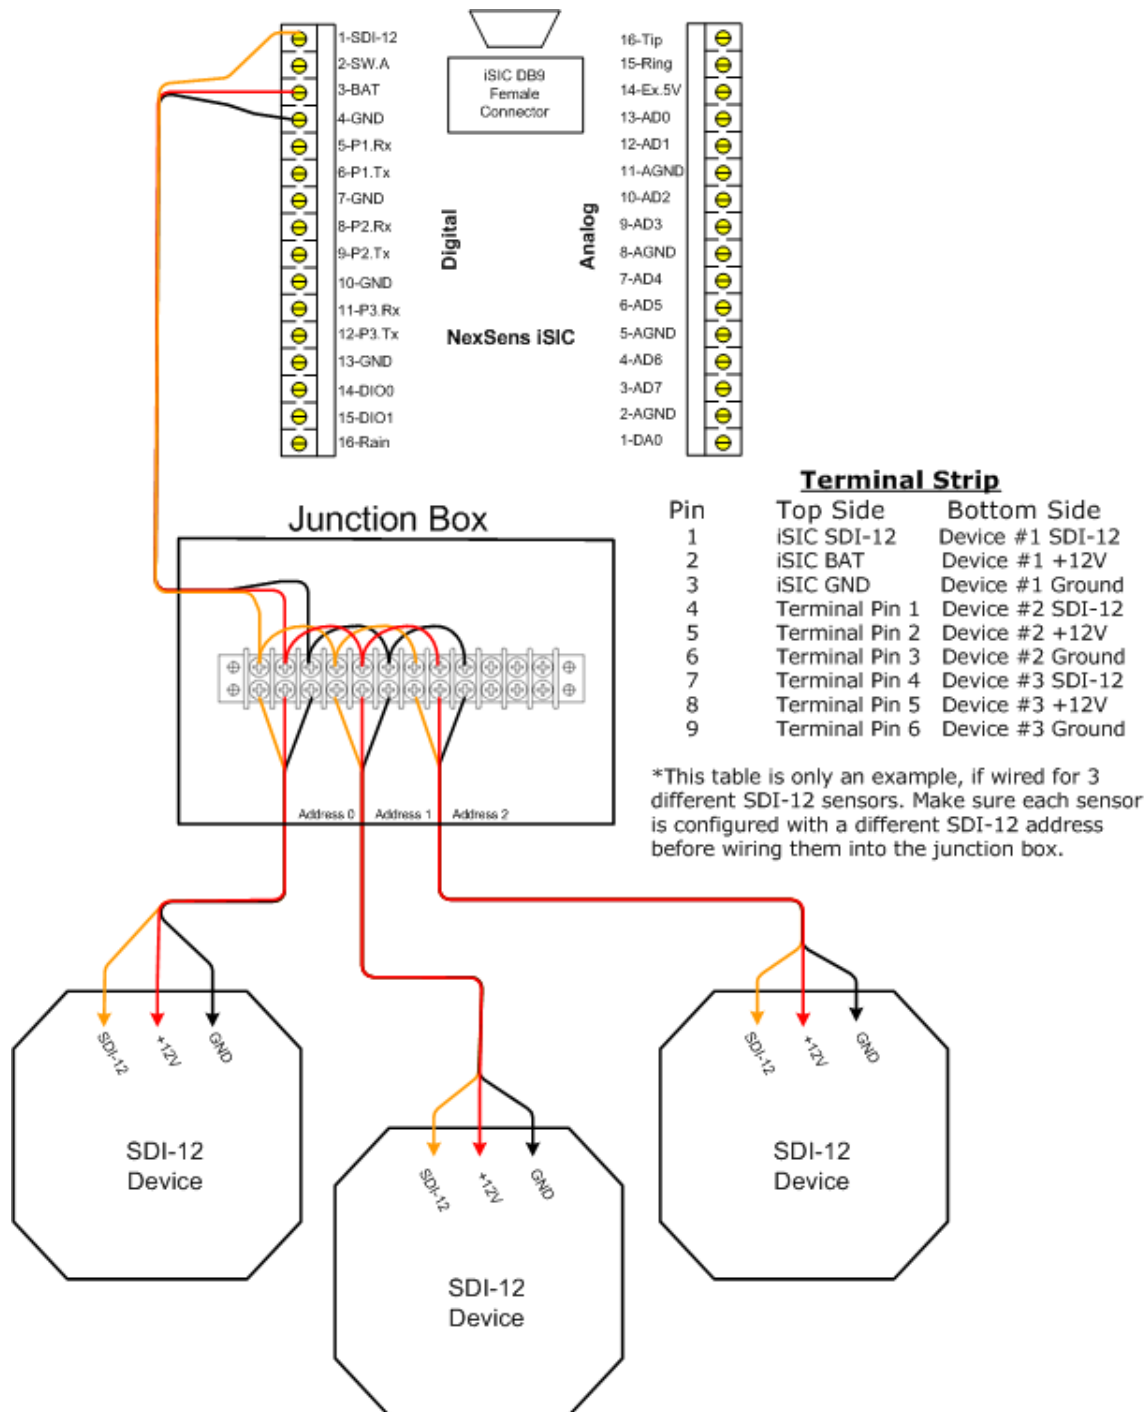 1-SDI-12
2-SW.A
3-BAT
4-GND
5-P1.Rx
6-P1.Tx
7-GND
8-P2.Rx
9-P2.Tx
10-GND
11-P3.Rx
12-P3.Tx
13-GND
14-DIO0
15-DIO1
16-Rain
iSIC DB9
Female
Connector
Digital
Analog
NexSens iSIC
16-Tip
15-Ring
14-Ex.5V
13-AD0
12-AD1
11-AGND
10-AD2
9-AD3
8-AGND
7-AD4
6-AD5
5-AGND
4-AD6
3-AD7
2-AGND
1-DA0
Junction Box
Address 0
Address 1
Address 2
Terminal Strip
Pin Top Side Bottom Side
1 iSIC SDI-12 Device #1 SDI-12
2 iSIC BAT Device #1 +12V
3 iSIC GND Device #1 Ground
4 Terminal Pin 1 Device #2 SDI-12
5 Terminal Pin 2 Device #2 +12V
6 Terminal Pin 3 Device #2 Ground
7 Terminal Pin 4 Device #3 SDI-12
8 Terminal Pin 5 Device #3 +12V
9 Terminal Pin 6 Device #3 Ground
*This table is only an example, if wired for 3
different SDI-12 sensors. Make sure each sensor
is configured with a different SDI-12 address
before wiring them into the junction box.
SDI-12
+12V
GND
SDI-12
Device
SDI-12
+12V
GND
SDI-12
Device
SDI-12
+12V
GND
SDI-12
Device